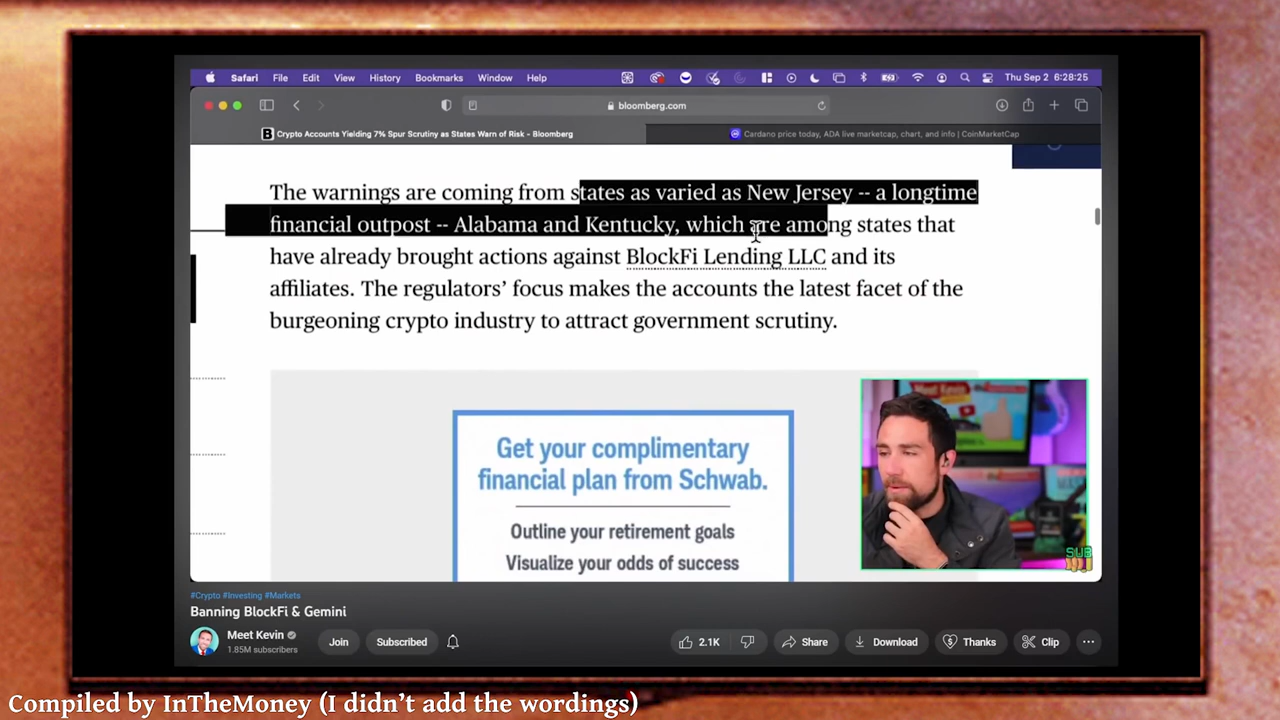 Safari File Edit View History Bookmarks Window Help Thu Sep 2 6:28:25
bloomberg.com
Crypto Accounts Yielding 7% Spur Scrutiny as States Warn of Risk - Bloomberg
Cardano price today, ADA live marketcap, chart, and info | CoinMarketCap
The warnings are coming from states as varied as New Jersey -- a longtime
financial outpost -- Alabama and Kentucky, which are among states that
have already brought actions against BlockFi Lending LLC and its
affiliates. The regulators’ focus makes the accounts the latest facet of the
burgeoning crypto industry to attract government scrutiny.
Get your complimentary
financial plan from Schwab.
Outline your retirement goals
Visualize your odds of success
SUB
#Crypto #Investing #Markets
Banning BlockFi & Gemini
Meet Kevin
1.85M subscribers
Join
Subscribed
2.1K
Share
Download
Thanks
Clip
Compiled by InTheMoney (I didn’t add the wordings)